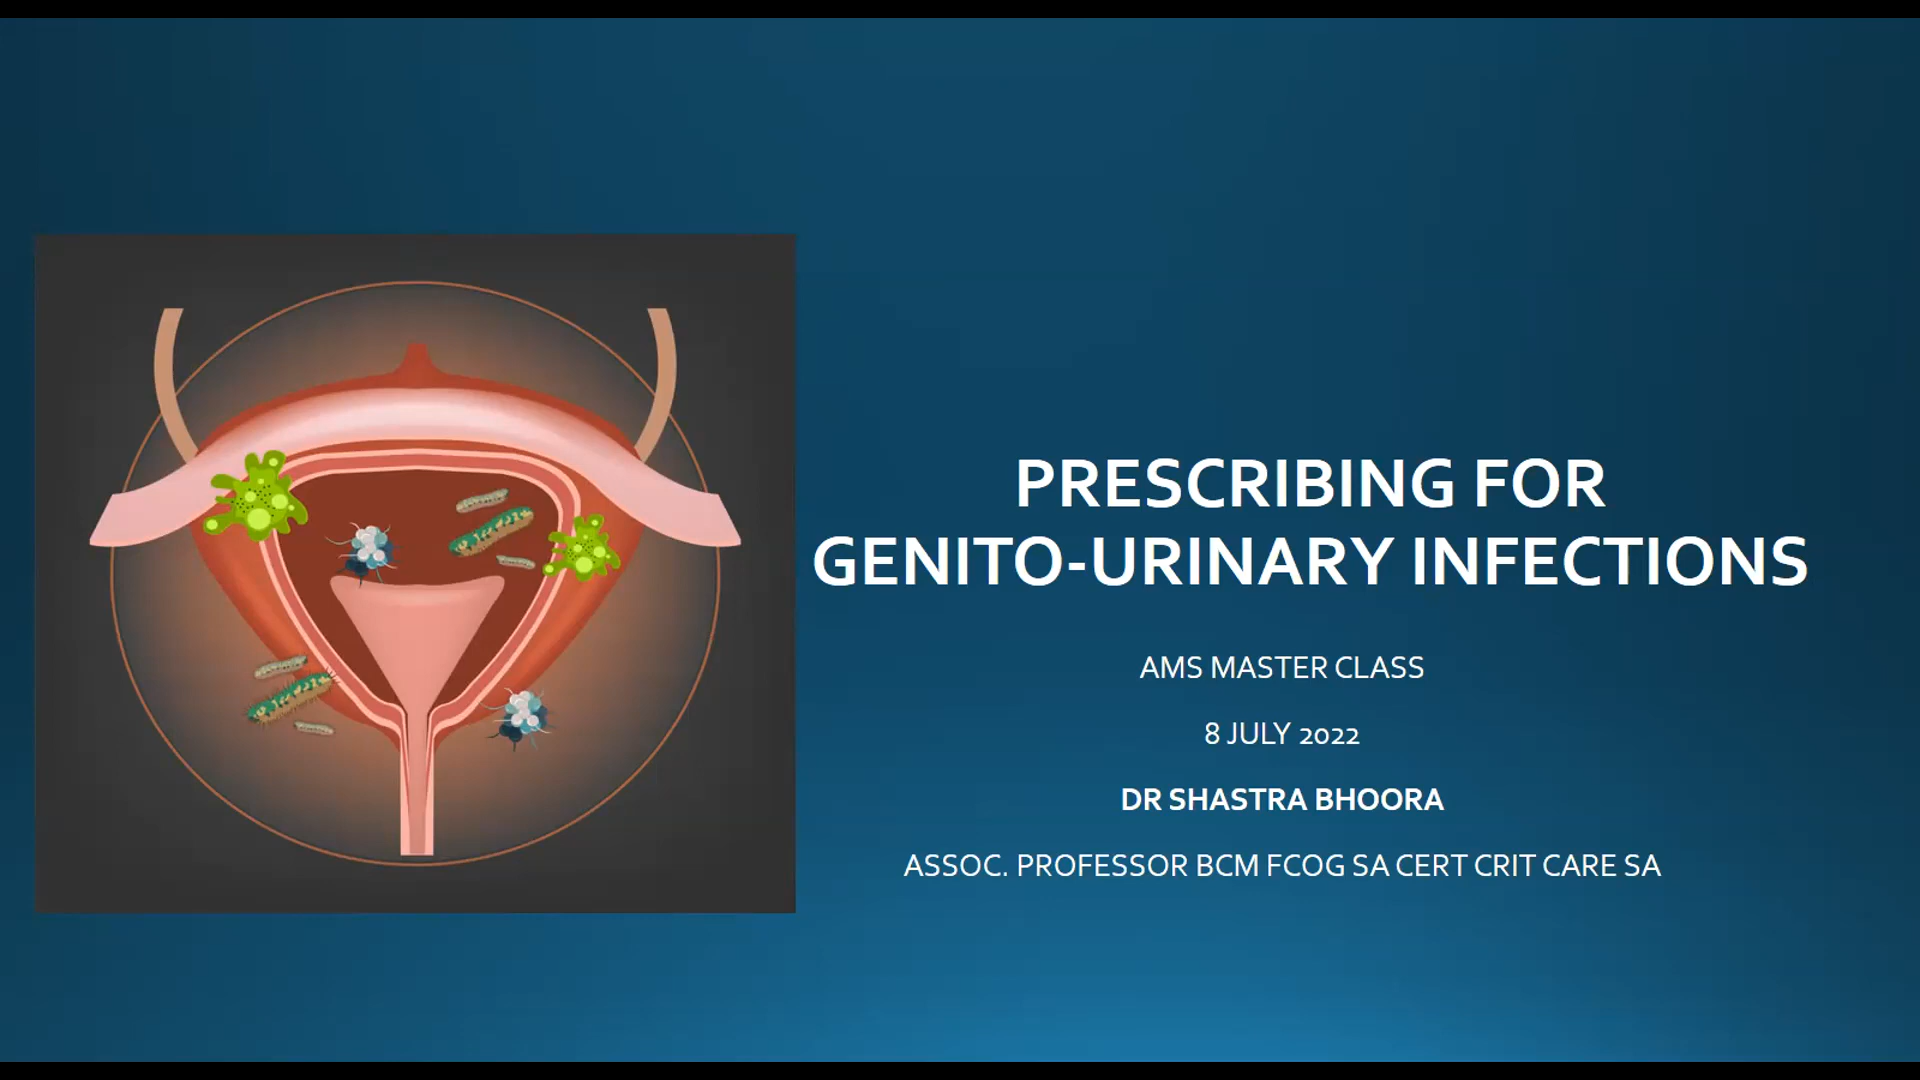 PRESCRIBING FOR
GENITO-URINARY INFECTIONS
AMS MASTER CLASS
8 JULY 2022
DR SHASTRA BHOORA
ASSOC. PROFESSOR BCM FCOG SA CERT CRIT CARE SA